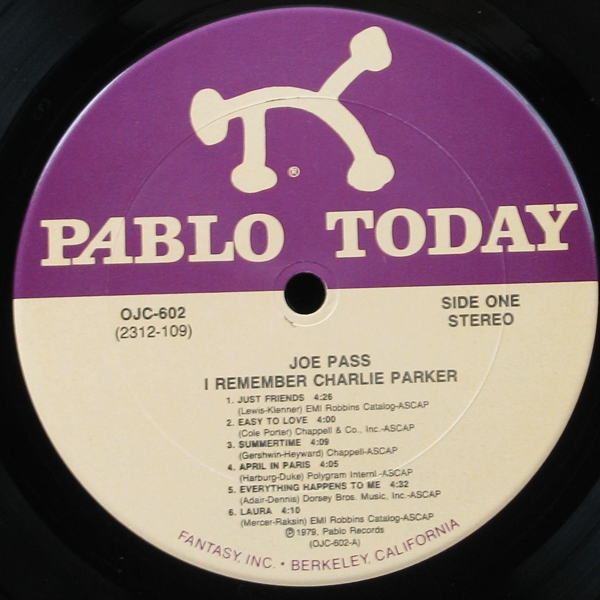 ®
PABLO TODAY
OJC-602
(2312-109)
SIDE ONE
STEREO
JOE PASS
I REMEMBER CHARLIE PARKER
1. JUST FRIENDS 4:26
(Lewis-Klenner) EMI Robbins Catalog-ASCAP
2. EASY TO LOVE 4:00
(Cole Porter) Chappell & Co., Inc.-ASCAP
3. SUMMERTIME 4:09
(Gershwin-Heyward) Chappell-ASCAP
4. APRIL IN PARIS 4:05
(Harburg-Duke) Polygram Internl.-ASCAP
5. EVERYTHING HAPPENS TO ME 4:32
(Adair-Dennis) Dorsey Bros. Music, Inc.-ASCAP
6. LAURA 4:10
(Mercer-Raksin) EMI Robbins Catalog-ASCAP
℗ 1979, Pablo Records
(OJC-602-A)
FANTASY, INC. • BERKELEY, CALIFORNIA